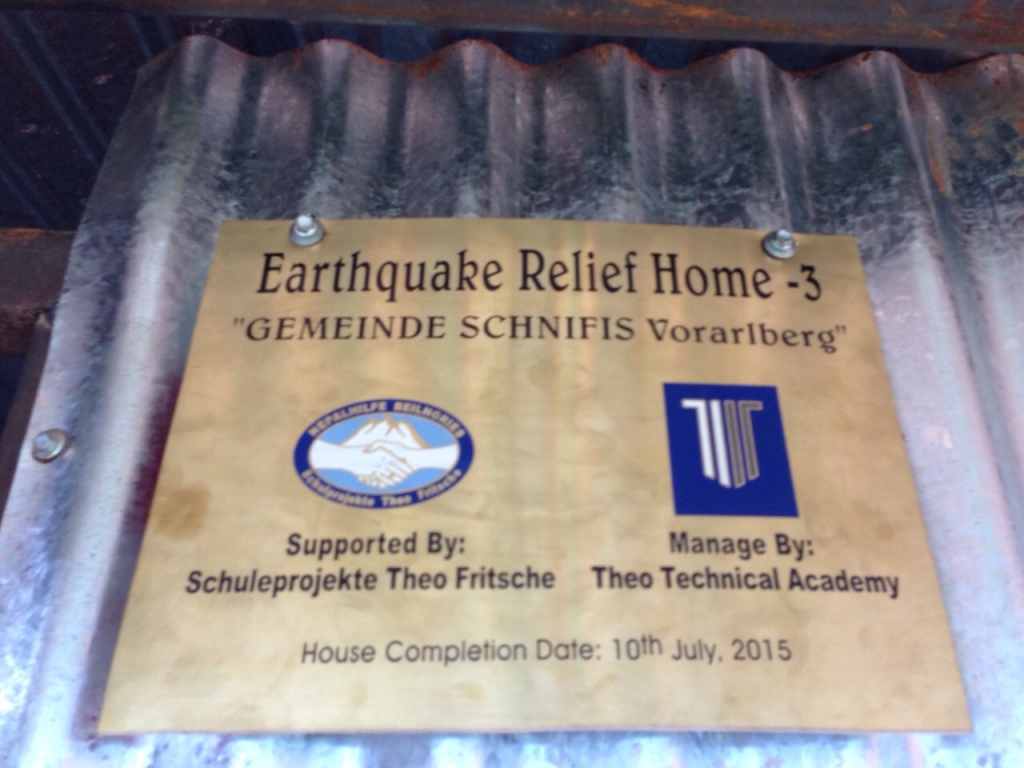 Earthquake Relief Home -3
"GEMEINDE SCHNIFIS Vorarlberg"
NEPALHILFE BEILNGRIES
Schulprojekte Theo Fritsche
Supported By:
Schuleprojekte Theo Fritsche
Manage By:
Theo Technical Academy
House Completion Date: 10th July, 2015